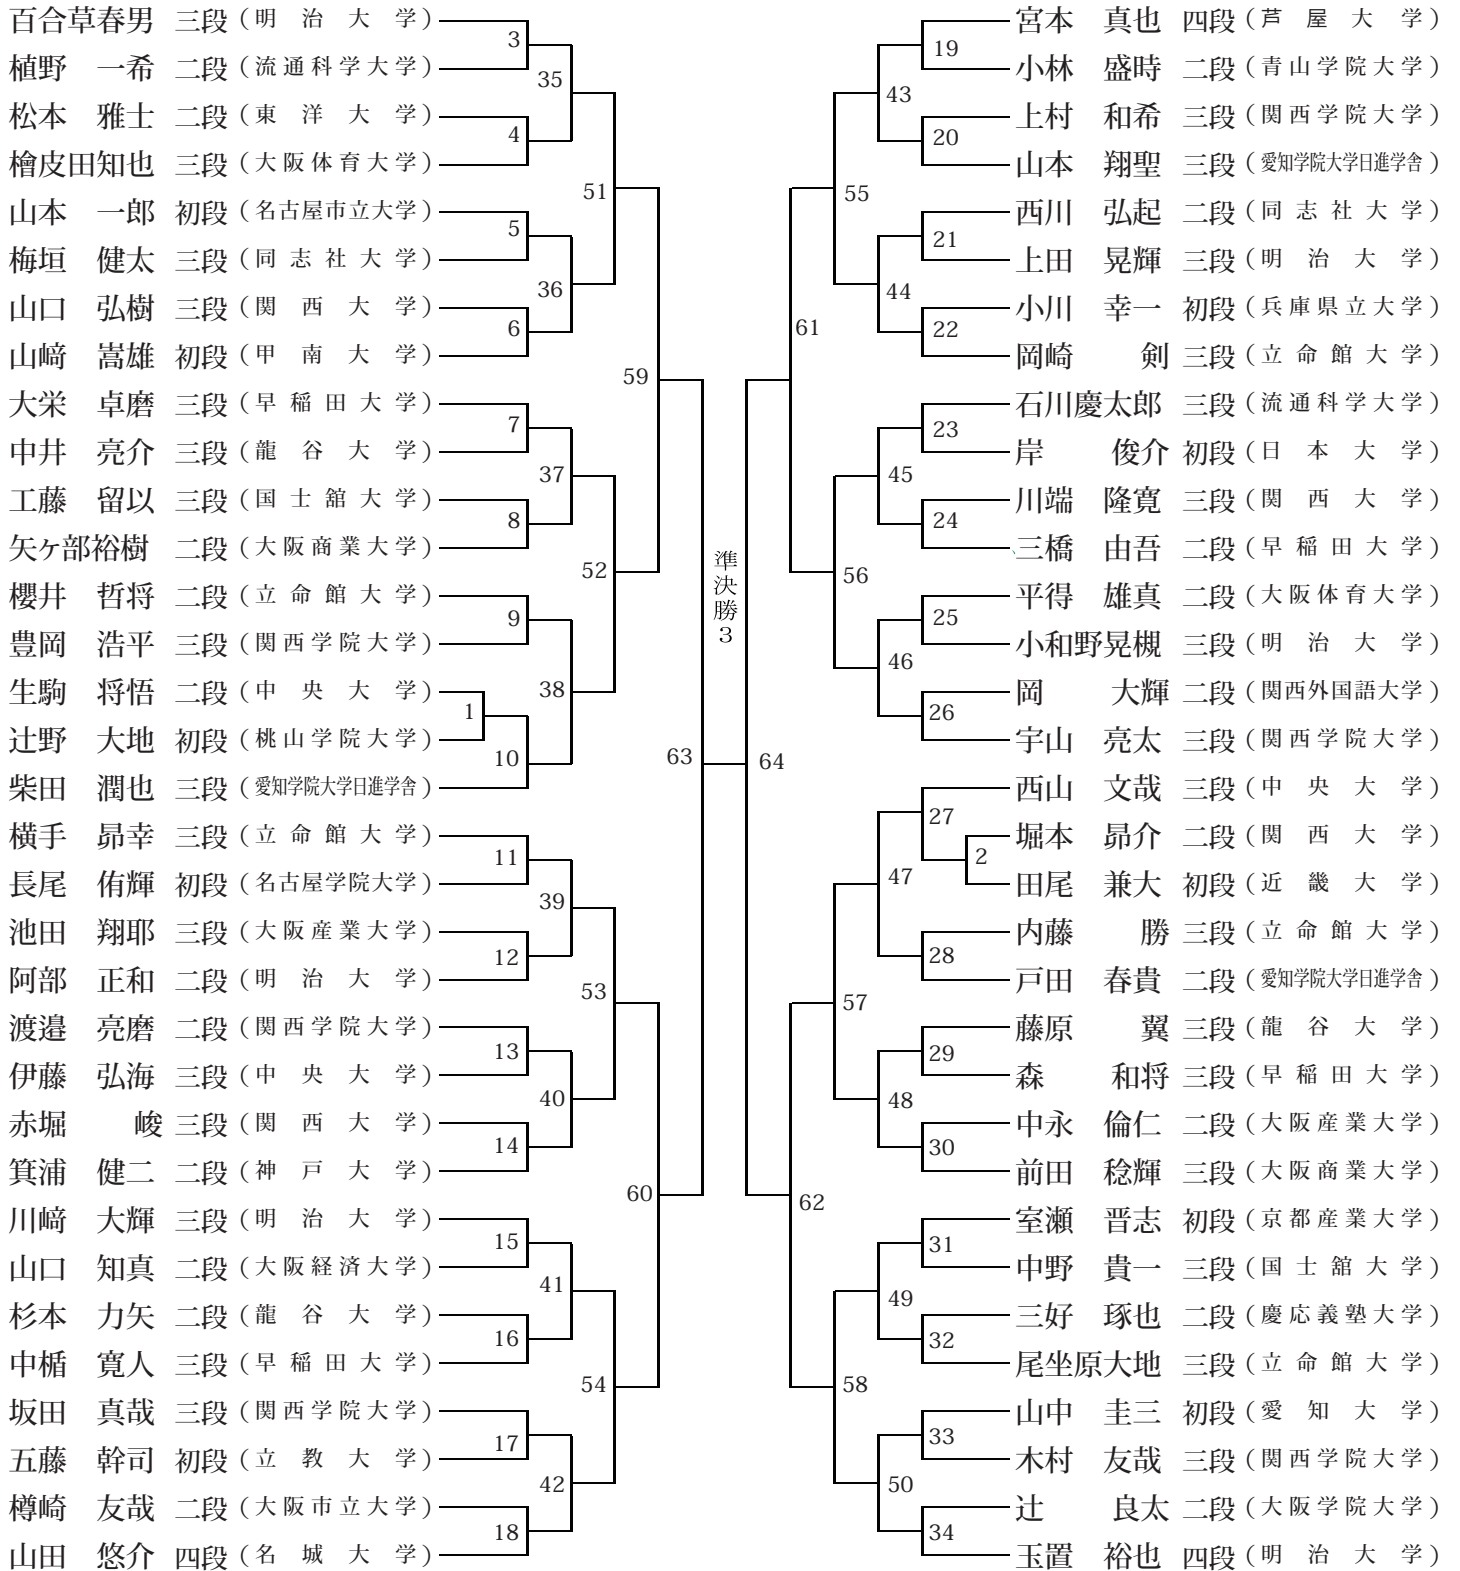 百合草春男 三段（明治大学）
植野 一希 二段（流通科学大学）
松本 雅士 二段（東洋大学）
檜皮田知也 三段（大阪体育大学）
山本 一郎 初段（名古屋市立大学）
梅垣 健太 三段（同志社大学）
山口 弘樹 三段（関西大学）
山﨑 嵩雄 初段（甲南大学）
大栄 卓磨 三段（早稲田大学）
中井 亮介 三段（龍谷大学）
工藤 留以 三段（国士舘大学）
矢ヶ部裕樹 二段（大阪商業大学）
櫻井 哲将 二段（立命館大学）
豊岡 浩平 三段（関西学院大学）
生駒 将悟 二段（中央大学）
辻野 大地 初段（桃山学院大学）
柴田 潤也 三段（愛知学院大学日進学舎）
横手 昴幸 三段（立命館大学）
長尾 侑輝 初段（名古屋学院大学）
池田 翔耶 三段（大阪産業大学）
阿部 正和 二段（明治大学）
渡邉 亮磨 二段（関西学院大学）
伊藤 弘海 三段（中央大学）
赤堀 峻 三段（関西大学）
箕浦 健二 二段（神戸大学）
川﨑 大輝 三段（明治大学）
山口 知真 二段（大阪経済大学）
杉本 力矢 二段（龍谷大学）
中楯 寛人 三段（早稲田大学）
坂田 真哉 三段（関西学院大学）
五藤 幹司 初段（立教大学）
樽崎 友哉 二段（大阪市立大学）
山田 悠介 四段（名城大学）
1
3
4
5
6
7
8
9
10
11
12
13
14
15
16
17
18
35
36
37
38
39
40
41
42
51
52
53
54
59
60
63
準決勝３
64
61
62
55
56
57
58
43
44
45
46
47
48
49
50
19
20
21
22
23
24
25
26
27
2
28
29
30
31
32
33
34
宮本 真也 四段（芦屋大学）
小林 盛時 二段（青山学院大学）
上村 和希 三段（関西学院大学）
山本 翔聖 三段（愛知学院大学日進学舎）
西川 弘起 二段（同志社大学）
上田 晃輝 三段（明治大学）
小川 幸一 初段（兵庫県立大学）
岡崎 剣 三段（立命館大学）
石川慶太郎 三段（流通科学大学）
岸 俊介 初段（日本大学）
川端 隆寛 三段（関西大学）
三橋 由吾 二段（早稲田大学）
平得 雄真 二段（大阪体育大学）
小和野晃槻 三段（明治大学）
岡 大輝 二段（関西外国語大学）
宇山 亮太 三段（関西学院大学）
西山 文哉 三段（中央大学）
堀本 昴介 二段（関西大学）
田尾 兼大 初段（近畿大学）
内藤 勝 三段（立命館大学）
戸田 春貴 二段（愛知学院大学日進学舎）
藤原 翼 三段（龍谷大学）
森 和将 三段（早稲田大学）
中永 倫仁 二段（大阪産業大学）
前田 稔輝 三段（大阪商業大学）
室瀬 晋志 初段（京都産業大学）
中野 貴一 三段（国士舘大学）
三好 琢也 二段（慶応義塾大学）
尾坐原大地 三段（立命館大学）
山中 圭三 初段（愛知大学）
木村 友哉 三段（関西学院大学）
辻 良太 二段（大阪学院大学）
玉置 裕也 四段（明治大学）